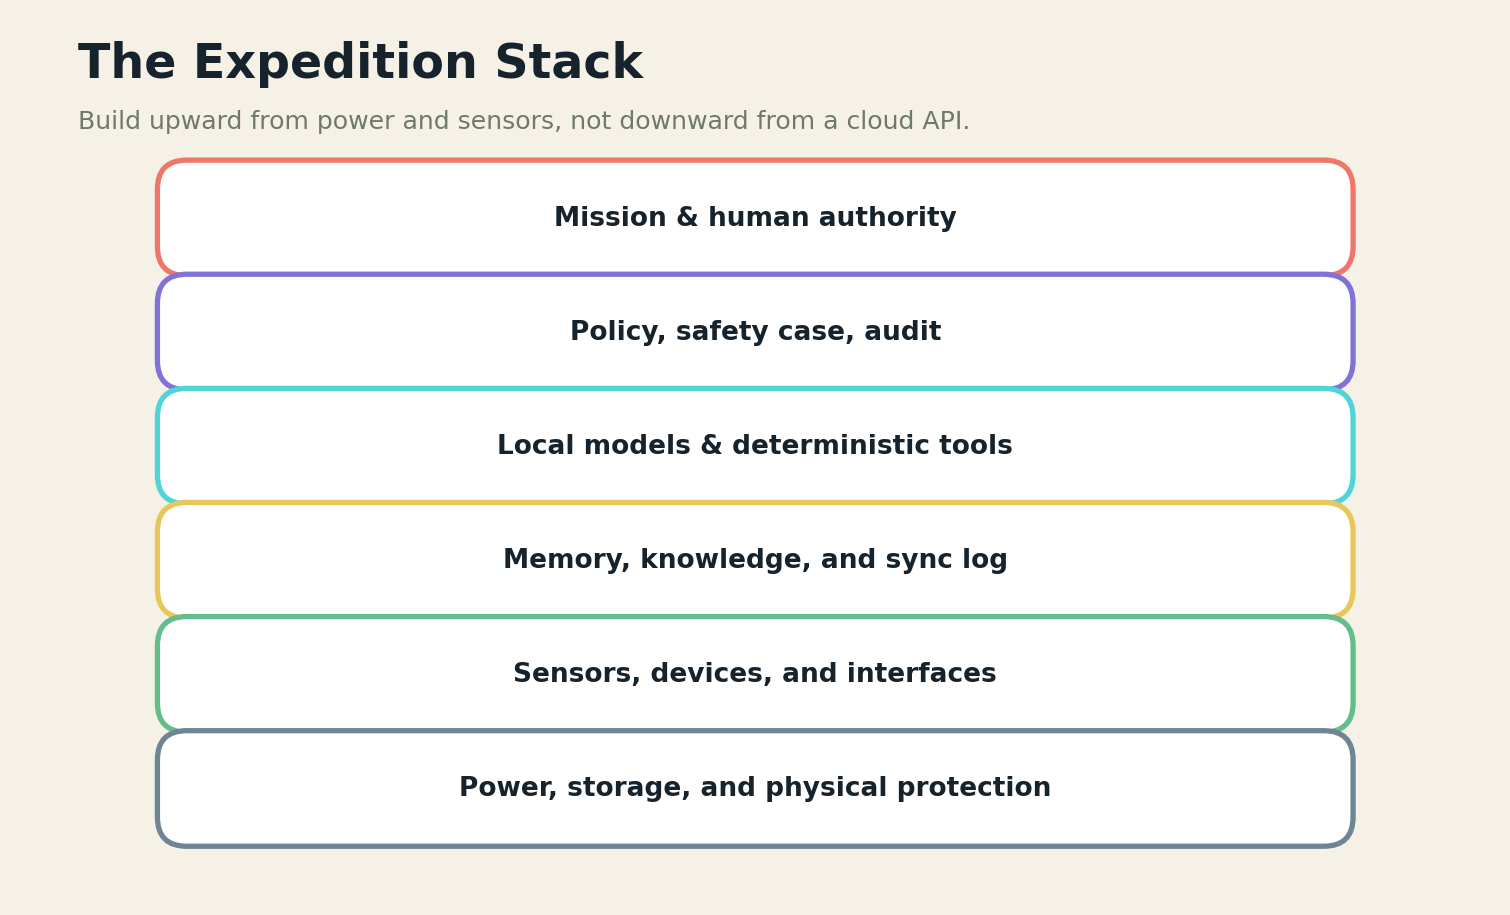 The Expedition Stack
Build upward from power and sensors, not downward from a cloud API.
Mission & human authority
Policy, safety case, audit
Local models & deterministic tools
Memory, knowledge, and sync log
Sensors, devices, and interfaces
Power, storage, and physical protection